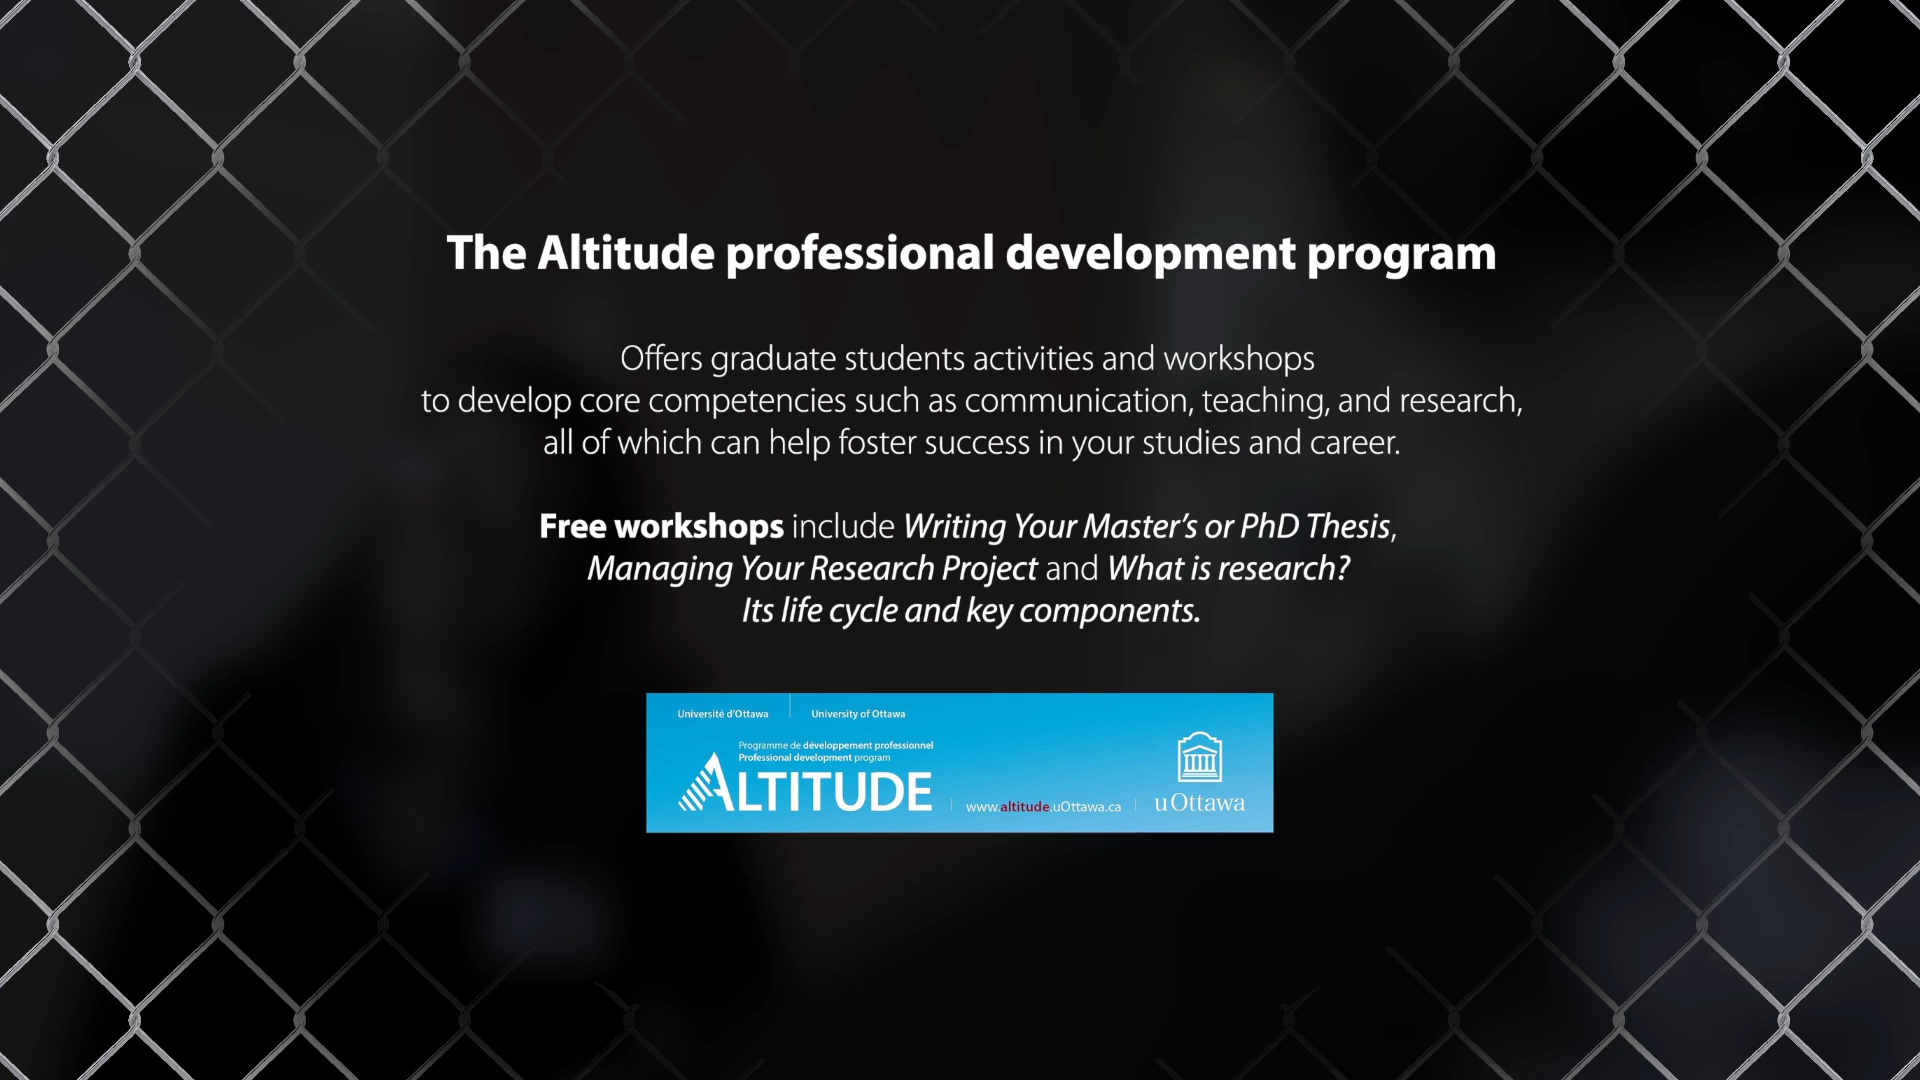 The Altitude professional development program
Offers graduate students activities and workshops
to develop core competencies such as communication, teaching, and research,
all of which can help foster success in your studies and career.
Free workshops include Writing Your Master’s or PhD Thesis,
Managing Your Research Project and What is research?
Its life cycle and key components.
Université d'Ottawa | University of Ottawa
Programme de développement professionnel
Professional development program
ALTITUDE | www.altitude.uOttawa.ca | uOttawa